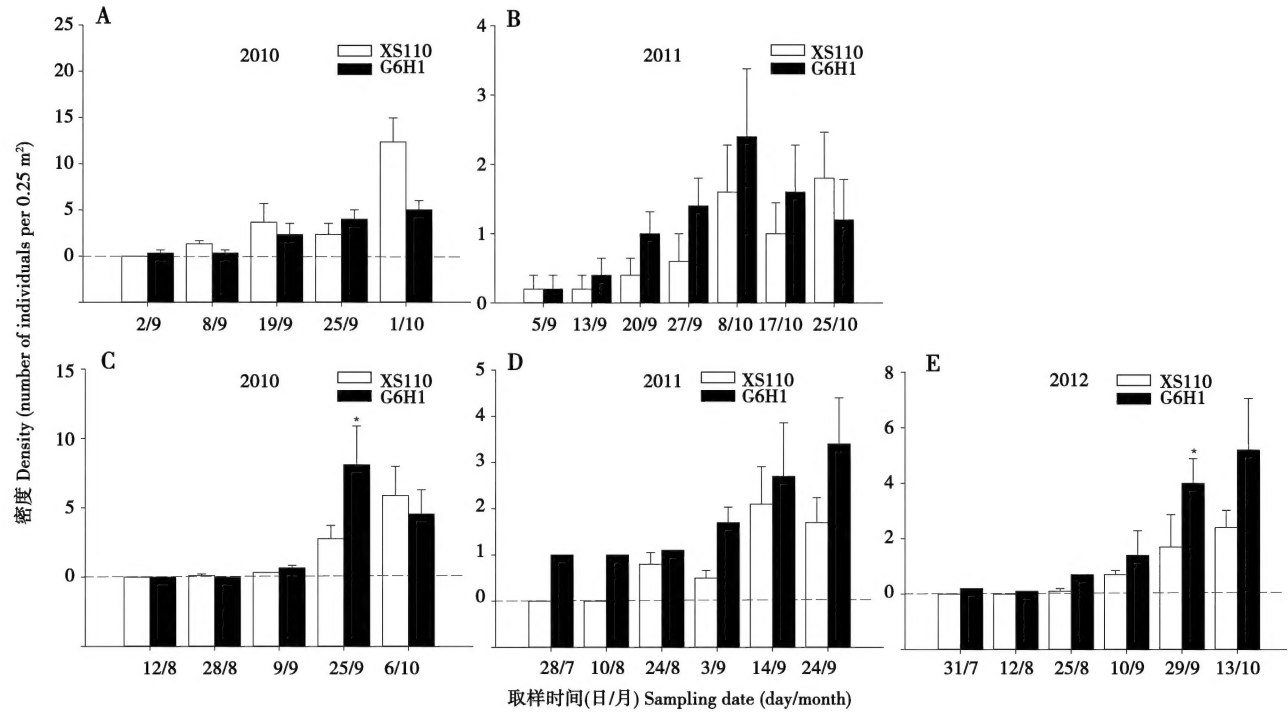 密度 Density (number of individuals per 0.25 m²)
A
2010
XS110
G6H1
25
20
15
10
5
0
2/9 8/9 19/9 25/9 1/10
B
2011
XS110
G6H1
4
3
2
1
0
5/9 13/9 20/9 27/9 8/10 17/10 25/10
C
2010
XS110
G6H1
15
10
5
0
*
12/8 28/8 9/9 25/9 6/10
D
2011
XS110
G6H1
5
4
3
2
1
0
28/7 10/8 24/8 3/9 14/9 24/9
E
2012
XS110
G6H1
8
6
4
2
0
*
31/7 12/8 25/8 10/9 29/9 13/10
取样时间(日/月) Sampling date (day/month)